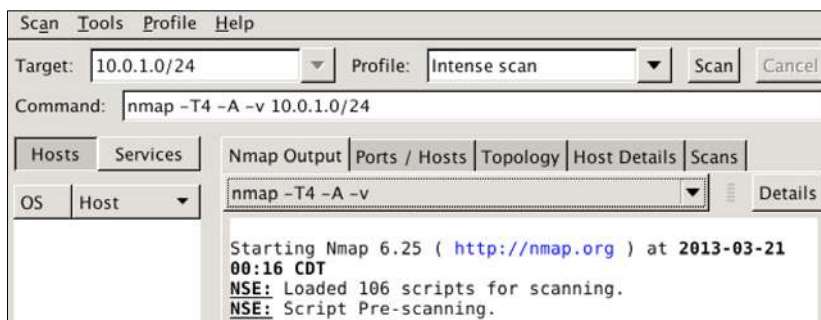 Scan Tools Profile Help
Target: 10.0.1.0/24 Profile: Intense scan Scan Cancel
Command: nmap -T4 -A -v 10.0.1.0/24
Hosts Services
Nmap Output Ports / Hosts Topology Host Details Scans
OS Host
nmap -T4 -A -v Details
Starting Nmap 6.25 ( http://nmap.org ) at 2013-03-21
00:16 CDT
NSE: Loaded 106 scripts for scanning.
NSE: Script Pre-scanning.